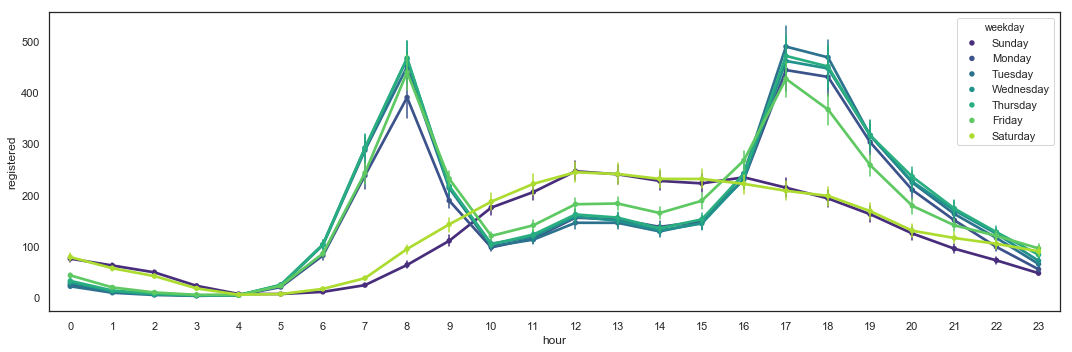 weekday
Sunday
Monday
Tuesday
Wednesday
Thursday
Friday
Saturday
500
400
300
200
100
0
registered
0 1 2 3 4 5 6 7 8 9 10 11 12 13 14 15 16 17 18 19 20 21 22 23
hour